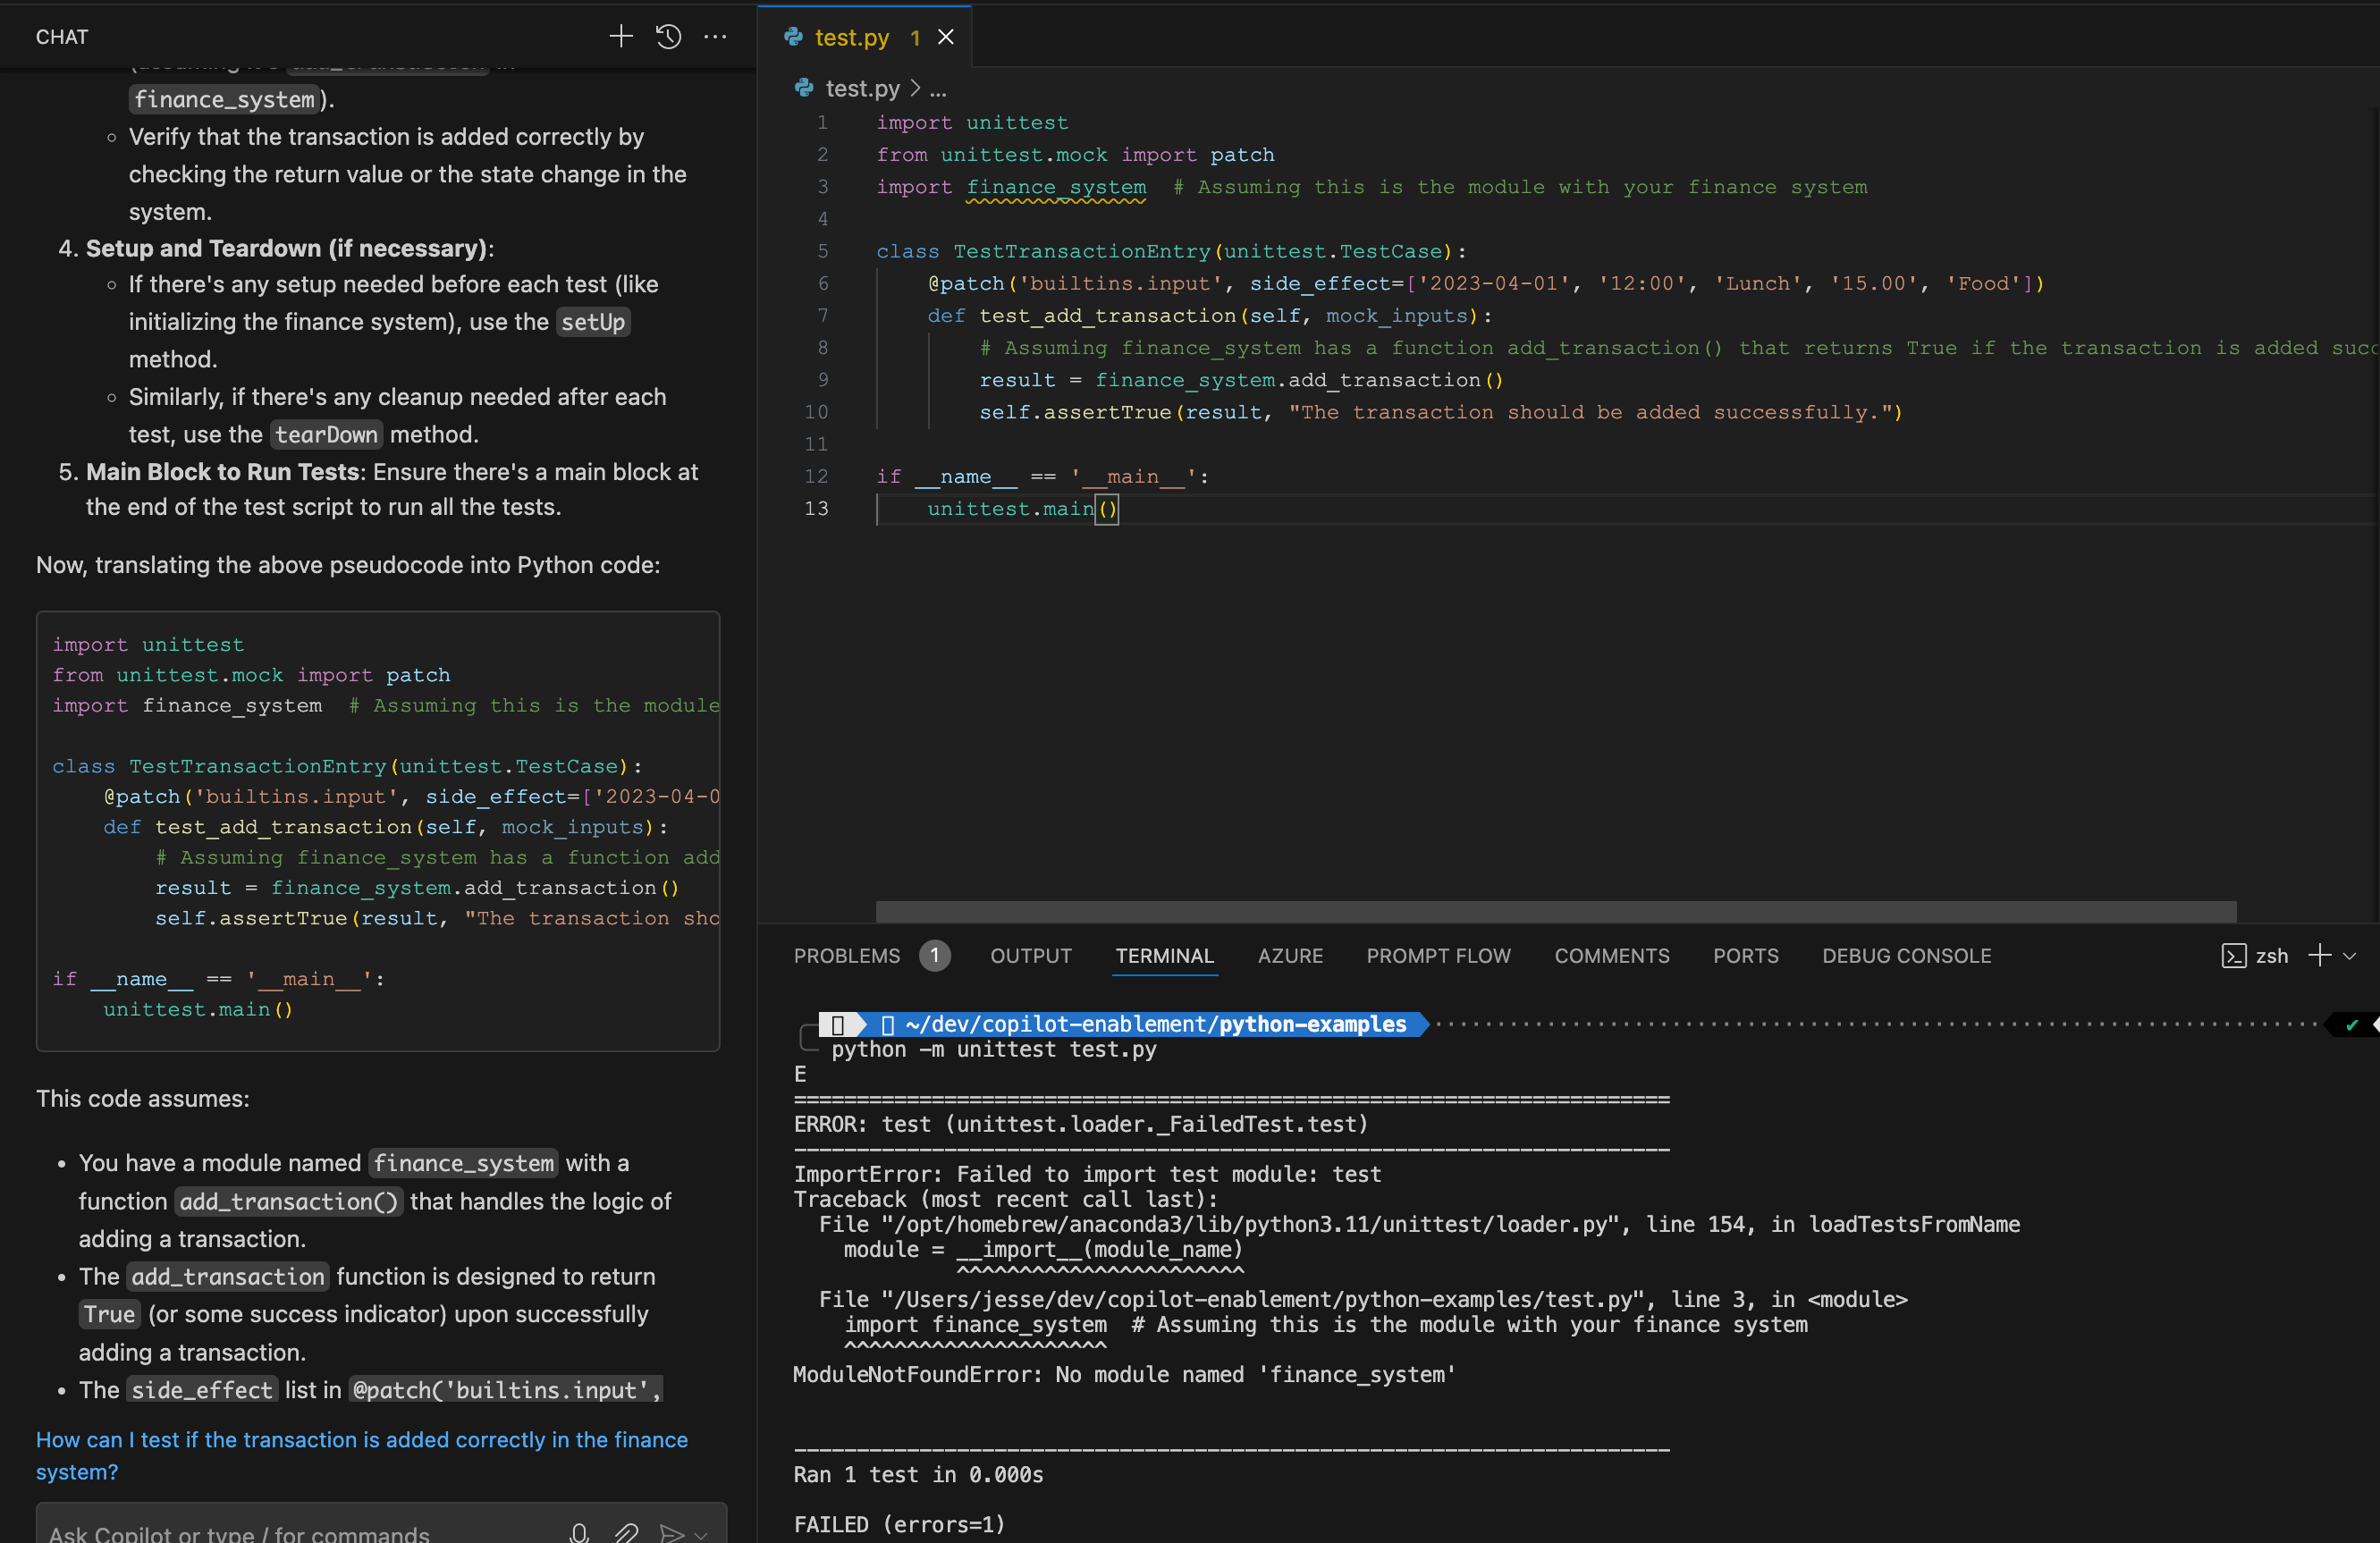 CHAT
finance_system).
Verify that the transaction is added correctly by
checking the return value or the state change in the
system.
4. Setup and Teardown (if necessary):
If there's any setup needed before each test (like
initializing the finance system), use the setUp
method.
Similarly, if there's any cleanup needed after each
test, use the tearDown method.
5. Main Block to Run Tests: Ensure there's a main block at
the end of the test script to run all the tests.
Now, translating the above pseudocode into Python code:
import unittest
from unittest.mock import patch
import finance_system  # Assuming this is the module
class TestTransactionEntry(unittest.TestCase):
    @patch('builtins.input', side_effect=['2023-04-0
    def test_add_transaction(self, mock_inputs):
        # Assuming finance_system has a function add
        result = finance_system.add_transaction()
        self.assertTrue(result, "The transaction sho
if __name__ == '__main__':
    unittest.main()
This code assumes:
• You have a module named finance_system with a
function add_transaction() that handles the logic of
adding a transaction.
• The add_transaction function is designed to return
True (or some success indicator) upon successfully
adding a transaction.
• The side_effect list in @patch('builtins.input',
How can I test if the transaction is added correctly in the finance
system?
Ask Copilot or type / for commands
test.py 1
test.py > ...
1 import unittest
2 from unittest.mock import patch
3 import finance_system  # Assuming this is the module with your finance system
4
5 class TestTransactionEntry(unittest.TestCase):
6     @patch('builtins.input', side_effect=['2023-04-01', '12:00', 'Lunch', '15.00', 'Food'])
7     def test_add_transaction(self, mock_inputs):
8         # Assuming finance_system has a function add_transaction() that returns True if the transaction is added succ
9         result = finance_system.add_transaction()
10         self.assertTrue(result, "The transaction should be added successfully.")
11
12 if __name__ == '__main__':
13     unittest.main()
PROBLEMS 1 OUTPUT TERMINAL AZURE PROMPT FLOW COMMENTS PORTS DEBUG CONSOLE zsh
~/dev/copilot-enablement/python-examples
python -m unittest test.py
E
======================================================================
ERROR: test (unittest.loader._FailedTest.test)
----------------------------------------------------------------------
ImportError: Failed to import test module: test
Traceback (most recent call last):
  File "/opt/homebrew/anaconda3/lib/python3.11/unittest/loader.py", line 154, in loadTestsFromName
    module = __import__(module_name)
             ^^^^^^^^^^^^^^^^^^^^^^^
  File "/Users/jesse/dev/copilot-enablement/python-examples/test.py", line 3, in <module>
    import finance_system  # Assuming this is the module with your finance system
    ^^^^^^^^^^^^^^^^^^^^^
ModuleNotFoundError: No module named 'finance_system'
----------------------------------------------------------------------
Ran 1 test in 0.000s
FAILED (errors=1)